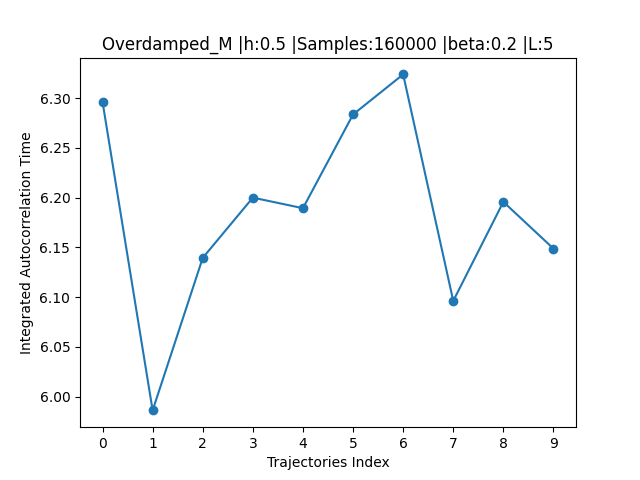 Overdamped_M |h:0.5 |Samples:160000 |beta:0.2 |L:5
Integrated Autocorrelation Time
6.30
6.25
6.20
6.15
6.10
6.05
6.00
0 1 2 3 4 5 6 7 8 9
Trajectories Index